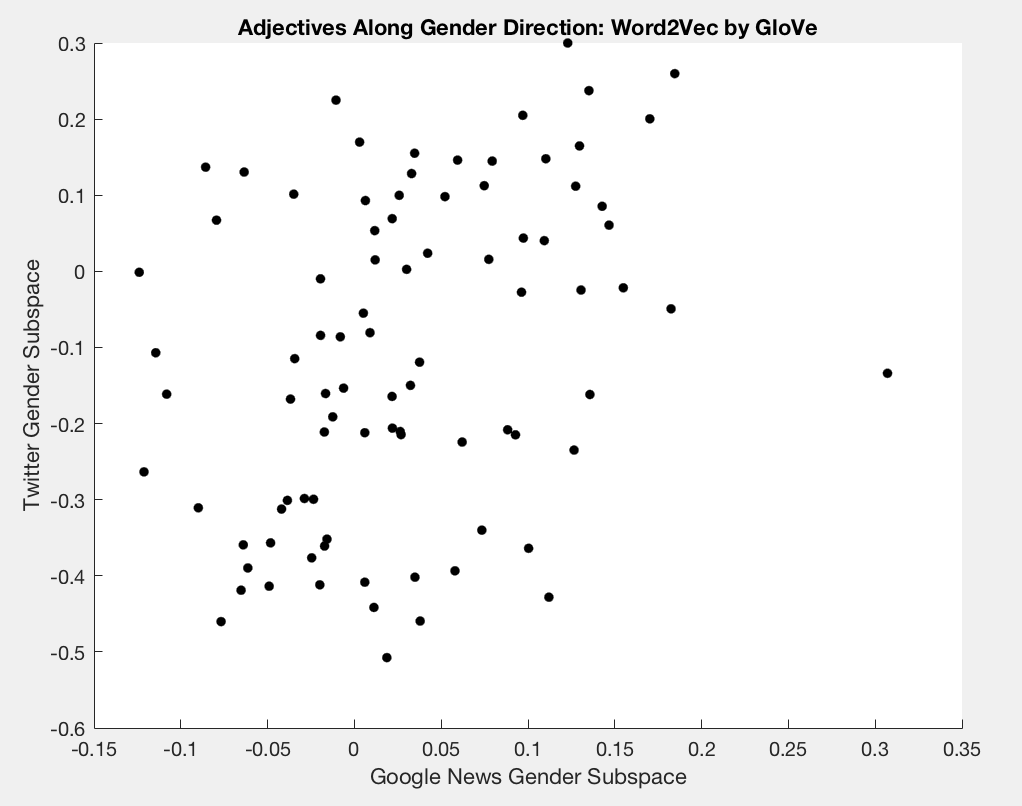 Adjectives Along Gender Direction: Word2Vec by GloVe
0.3
0.2
0.1
0
-0.1
-0.2
-0.3
-0.4
-0.5
-0.6
Twitter Gender Subspace
-0.15 -0.1 -0.05 0 0.05 0.1 0.15 0.2 0.25 0.3 0.35
Google News Gender Subspace